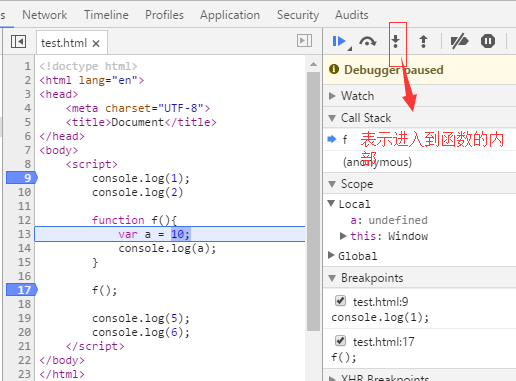 s Network Timeline Profiles Application Security Audits
test.html ×
Debugger paused
1 <!doctype html>
2 <html lang="en">
3 <head>
4 <meta charset="UTF-8">
5 <title>Document</title>
6 </head>
7 <body>
8 <script>
9 console.log(1);
10 console.log(2)
11
12 function f(){
13 var a = 10;
14 console.log(a);
15 }
16
17 f();
18
19 console.log(5);
20 console.log(6);
21 </script>
22 </body>
23 </html>
Watch
Call Stack
f
表示进入到函数的内
部
(anonymous)
Scope
Local
a: undefined
this: Window
Global
Breakpoints
test.html:9
console.log(1);
test.html:17
f();
XHR Breakpoints